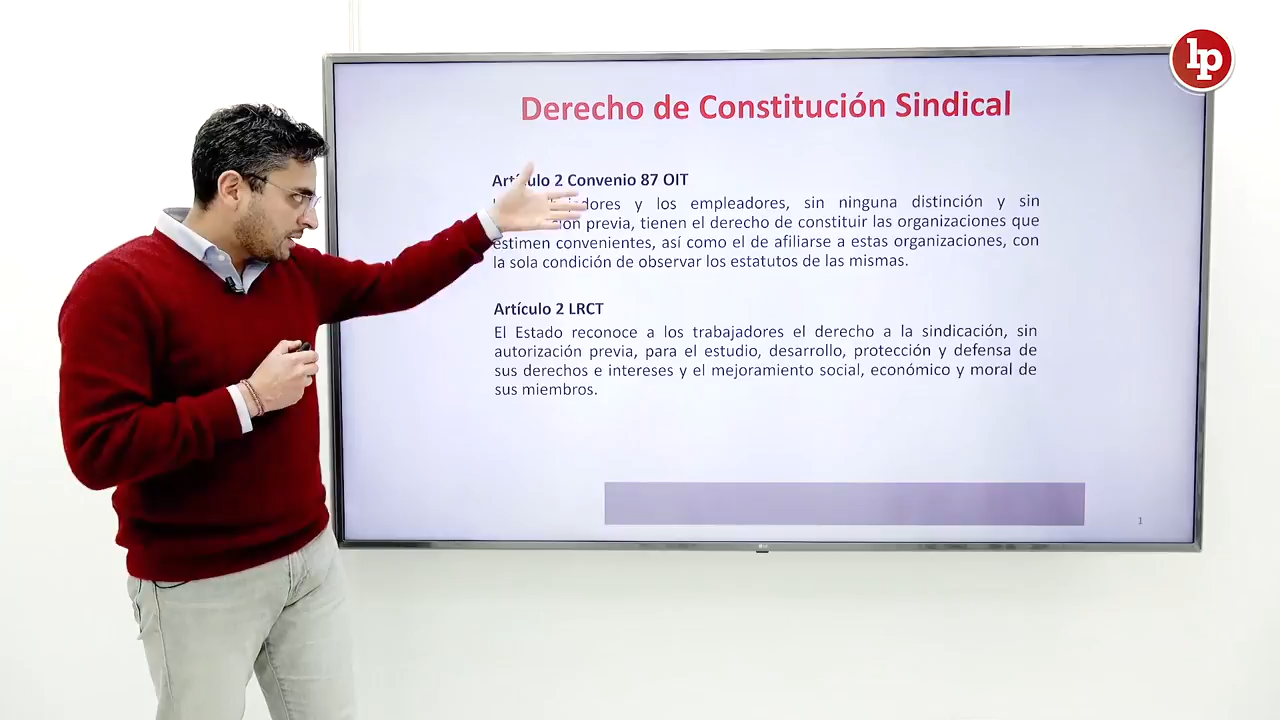 lp
Derecho de Constitución Sindical
Artículo 2 Convenio 87 OIT
y los empleadores, sin ninguna distinción y sin
previa, tienen el derecho de constituir las organizaciones que
estimen convenientes, así como el de afiliarse a estas organizaciones, con
la sola condición de observar los estatutos de las mismas.
Artículo 2 LRCT
El Estado reconoce a los trabajadores el derecho a la sindicación, sin
autorización previa, para el estudio, desarrollo, protección y defensa de
sus derechos e intereses y el mejoramiento social, económico y moral de
sus miembros.
1
LG